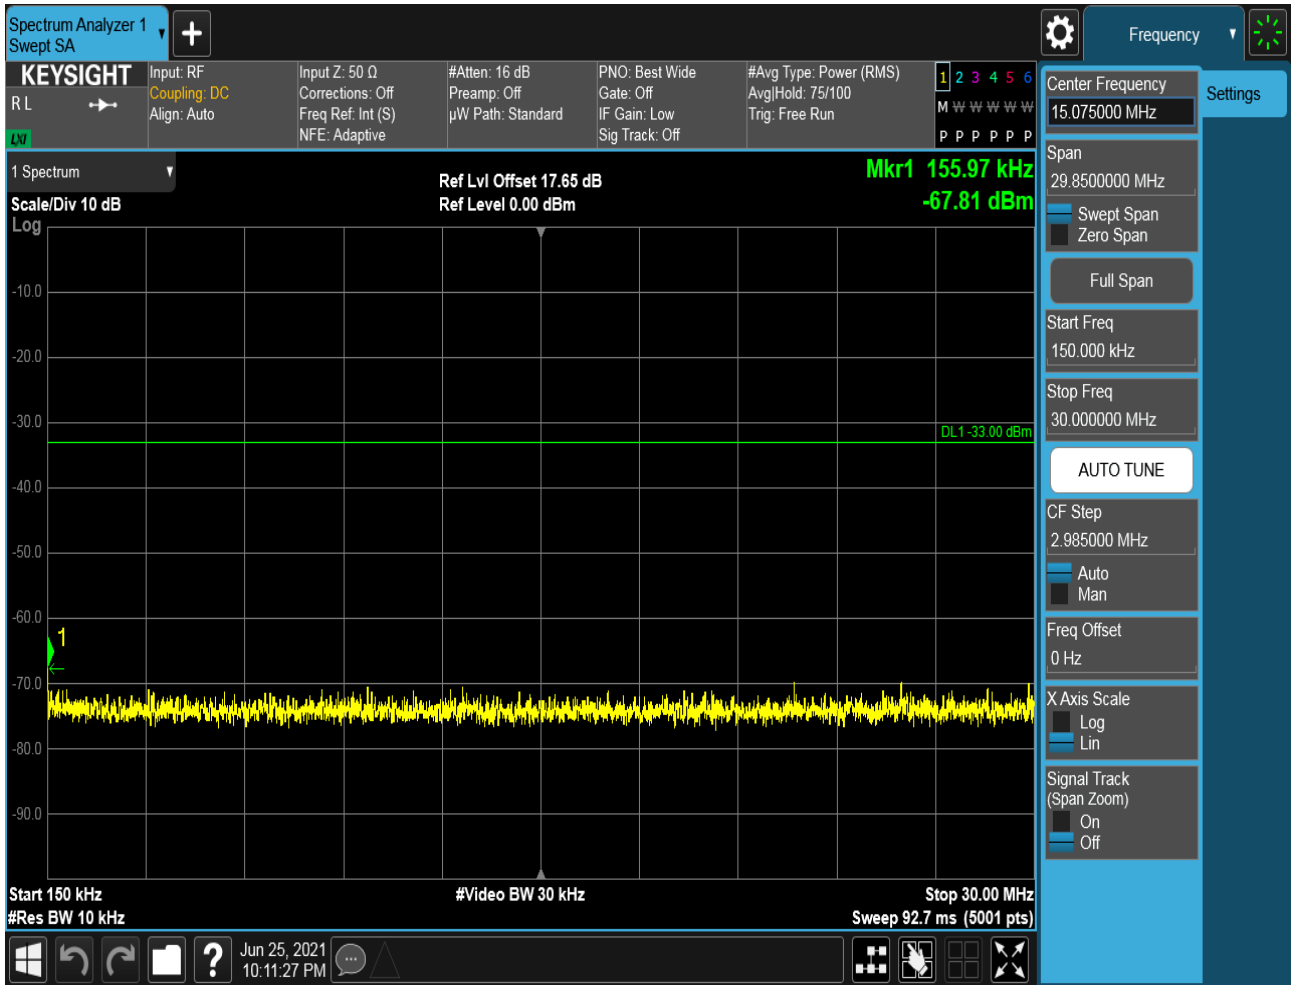 Spectrum Analyzer 1
Swept SA
Frequency
KEYSIGHT
R L
LXI
Input: RF
Coupling: DC
Align: Auto
Input Z: 50 Ω
Corrections: Off
Freq Ref: Int (S)
NFE: Adaptive
#Atten: 16 dB
Preamp: Off
µW Path: Standard
PNO: Best Wide
Gate: Off
IF Gain: Low
Sig Track: Off
#Avg Type: Power (RMS)
Avg|Hold: 75/100
Trig: Free Run
1 2 3 4 5 6
M W W W W W
P P P P P P
1 Spectrum
Scale/Div 10 dB
Log
Ref Lvl Offset 17.65 dB
Ref Level 0.00 dBm
Mkr1 155.97 kHz
-67.81 dBm
-10.0
-20.0
-30.0
DL1 -33.00 dBm
-40.0
-50.0
-60.0
1
-70.0
-80.0
-90.0
Start 150 kHz
#Video BW 30 kHz
Stop 30.00 MHz
#Res BW 10 kHz
Sweep 92.7 ms (5001 pts)
Center Frequency
15.075000 MHz
Settings
Span
29.8500000 MHz
Swept Span
Zero Span
Full Span
Start Freq
150.000 kHz
Stop Freq
30.000000 MHz
AUTO TUNE
CF Step
2.985000 MHz
Auto
Man
Freq Offset
0 Hz
X Axis Scale
Log
Lin
Signal Track
(Span Zoom)
On
Off
?
Jun 25, 2021
10:11:27 PM